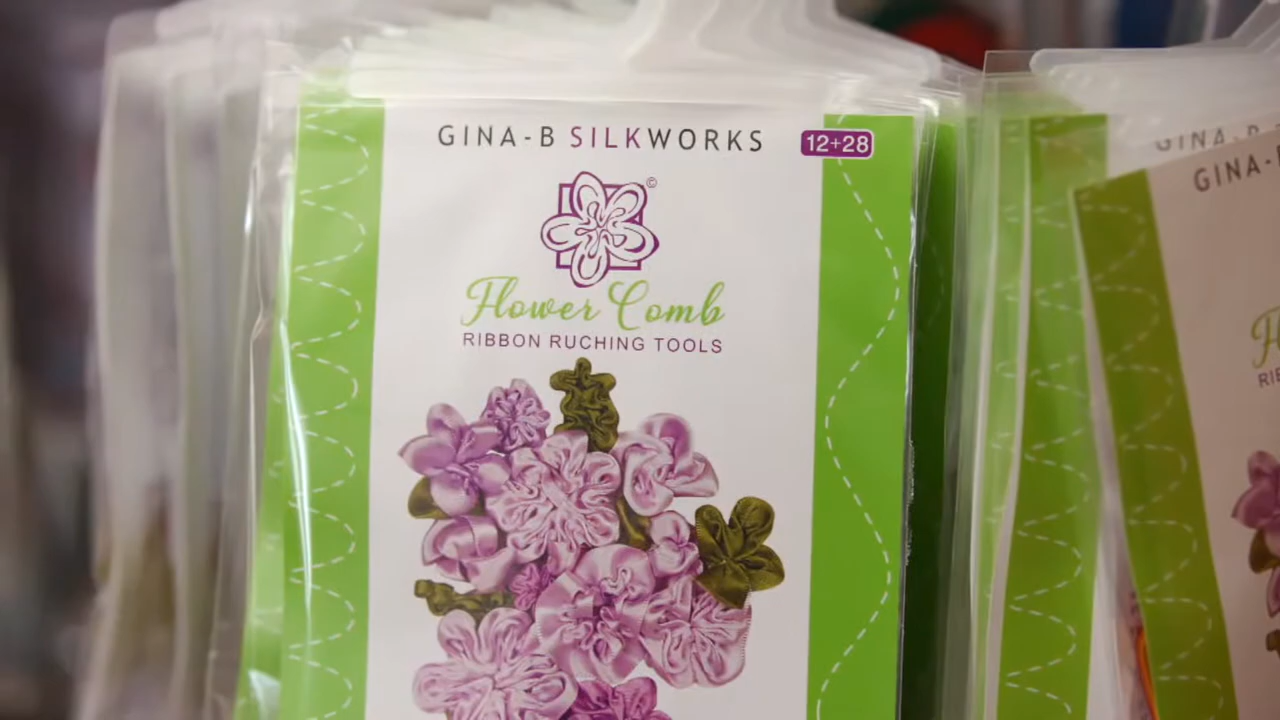 GINA-B SILKWORKS 12+28
©
Flower Comb
RIBBON RUCHING TOOLS
GINA-B
GINA-